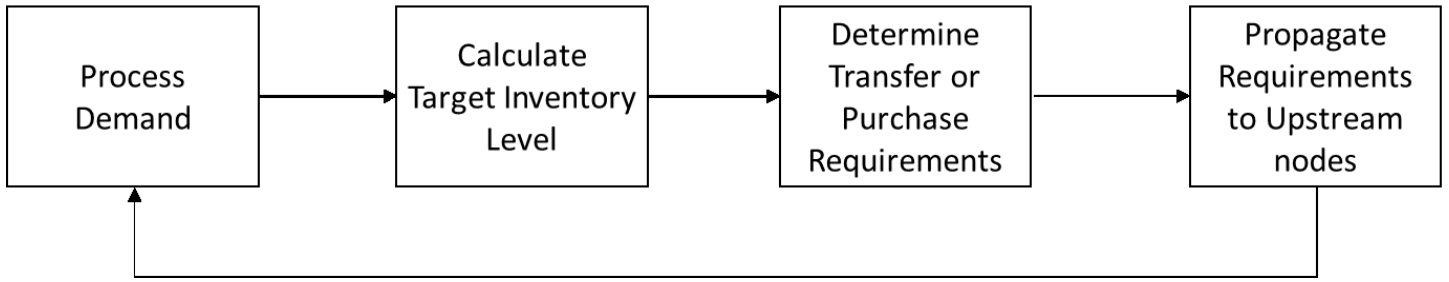 Process
Demand
Calculate
Target Inventory
Level
Determine
Transfer or
Purchase
Requirements
Propagate
Requirements
to Upstream
nodes